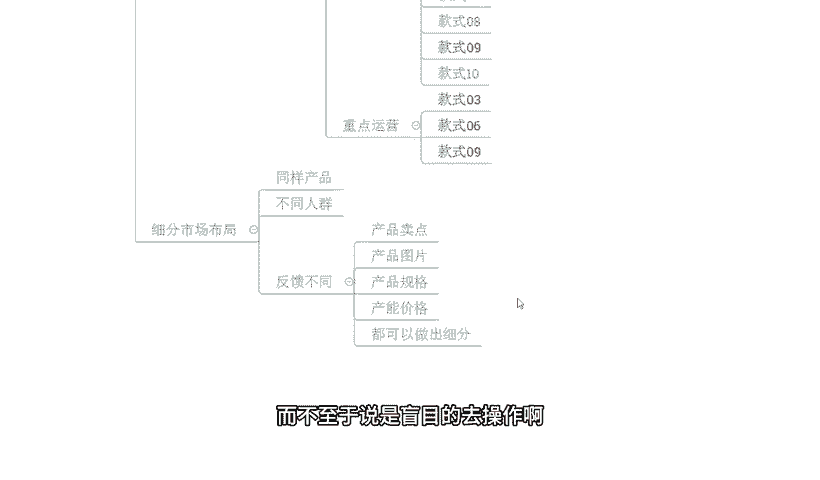 款式08
款式09
款式10
款式03
重点运营
款式06
款式09
同样产品
不同人群
细分市场布局
产品卖点
产品图片
反馈不同
产品规格
产能价格
都可以做出细分
而不至于说是盲目的去操作啊